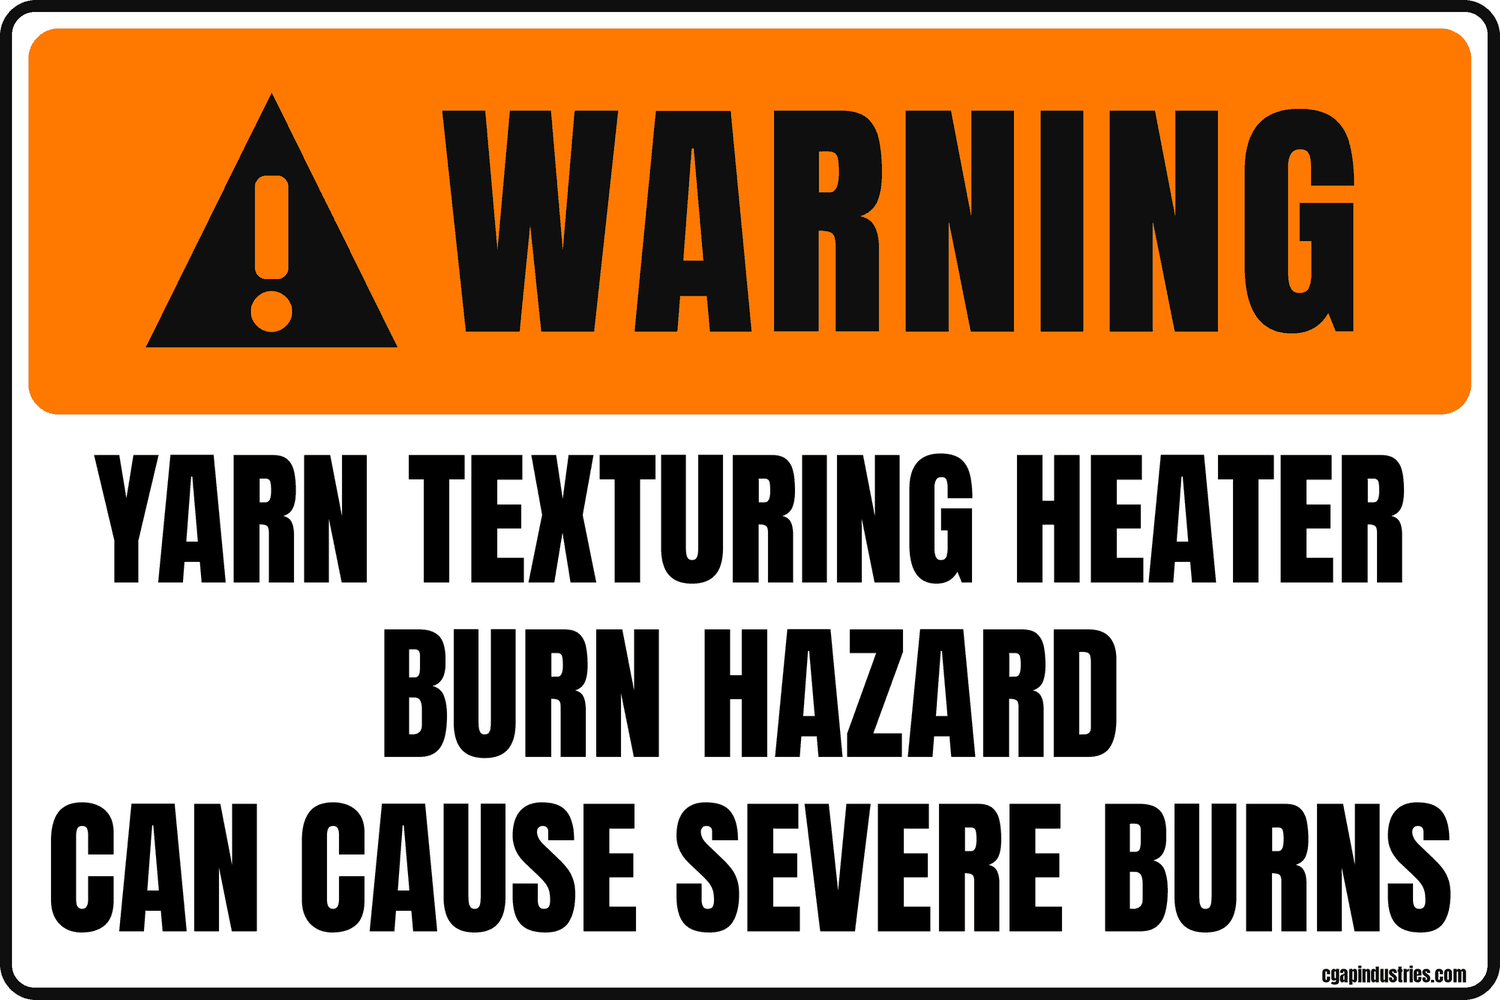 WARNING
YARN TEXTURING HEATER
BURN HAZARD
CAN CAUSE SEVERE BURNS
cgapindustries.com